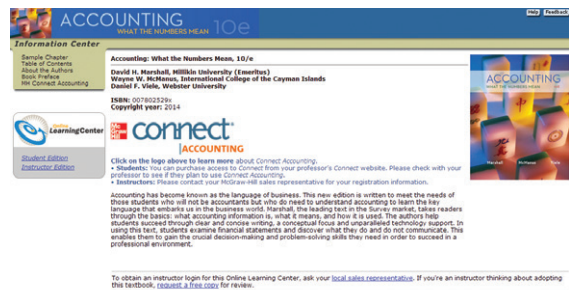 Help Feedback
ACCOUNTING 10e
WHAT THE NUMBERS MEAN
Information Center
Sample Chapter
Table of Contents
About the Authors
Book Preface
MH Connect Accounting
Online
LearningCenter
Student Edition
Instructor Edition
Accounting: What the Numbers Mean, 10/e
David H. Marshall, Millikin University (Emeritus)
Wayne W. McManus, International College of the Cayman Islands
Daniel F. Viele, Webster University
ISBN: 007802529x
Copyright year: 2014
connect
ACCOUNTING
Click on the logo above to learn more about Connect Accounting.
• Students: You can purchase access to Connect from your professor's Connect website. Please check with your
professor to see if they plan to use Connect Accounting.
• Instructors: Please contact your McGraw-Hill sales representative for your registration information.
Accounting has become known as the language of business. This new edition is written to meet the needs of
those students who will not be accountants but who do need to understand accounting to learn the key
language that embarks us in the business world. Marshall, the leading text in the Survey market, takes readers
through the basics: what accounting information is, what it means, and how it is used. The authors help
students succeed through clear and concise writing, a conceptual focus and unparalleled technology support. In
using this text, students examine financial statements and discover what they do and do not communicate. This
enables them to gain the crucial decision-making and problem-solving skills they need in order to succeed in a
professional environment.
ACCOUNTING
WHAT THE NUMBERS MEAN
Marshall McManus Viele
To obtain an instructor login for this Online Learning Center, ask your local sales representative. If you're an instructor thinking about adopting
this textbook, request a free copy for review.